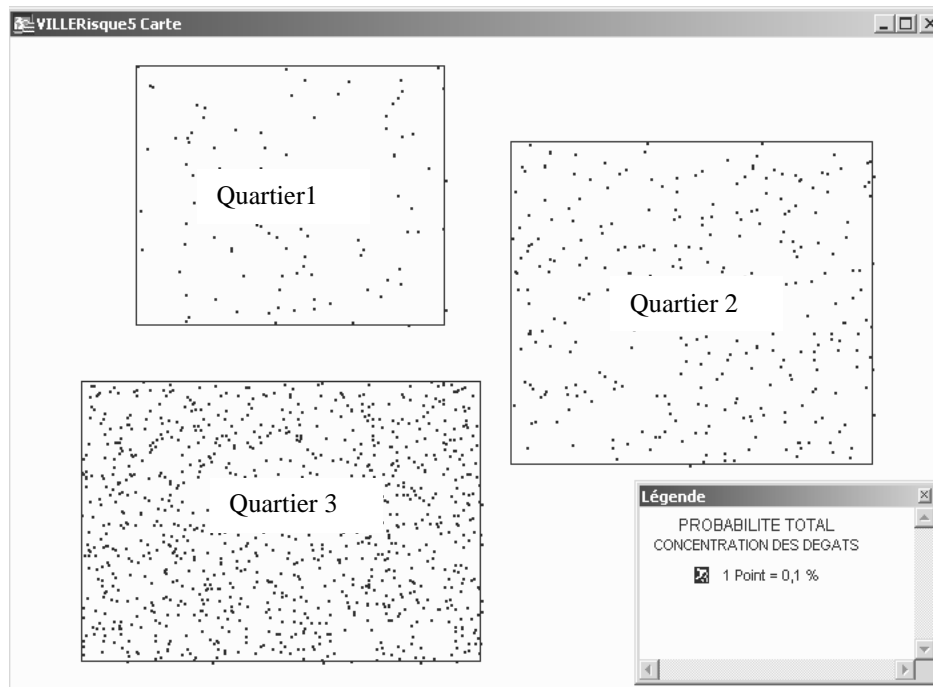 VILLERisque5 Carte
Quartier1
Quartier 2
Quartier 3
Légende
PROBABILITE TOTAL
CONCENTRATION DES DEGATS
1 Point = 0,1 %